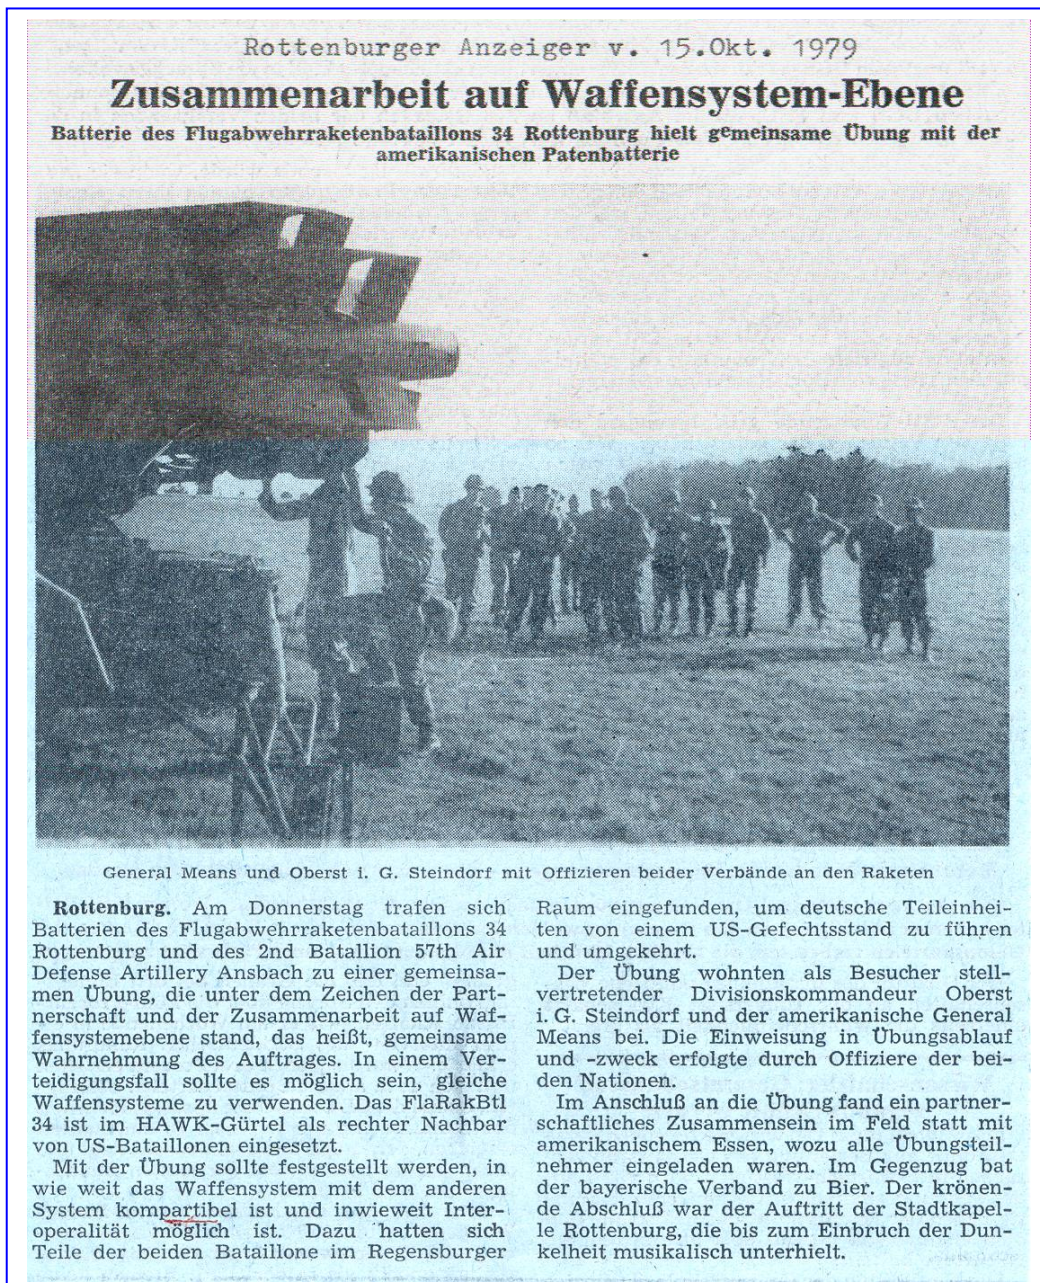 Rottenburger Anzeiger v. 15.Okt. 1979
Zusammenarbeit auf Waffensystem-Ebene
Batterie des Flugabwehrraketenbataillons 34 Rottenburg hielt gemeinsame Übung mit der
amerikanischen Patenbatterie
General Means und Oberst i. G. Steindorf mit Offizieren beider Verbände an den Raketen
Rottenburg. Am Donnerstag trafen sich
Batterien des Flugabwehrraketenbataillons 34
Rottenburg und des 2nd Batallion 57th Air
Defense Artillery Ansbach zu einer gemeinsa-
men Übung, die unter dem Zeichen der Part-
nerschaft und der Zusammenarbeit auf Waf-
fensystemebene stand, das heißt, gemeinsame
Wahrnehmung des Auftrages. In einem Ver-
teidigungsfall sollte es möglich sein, gleiche
Waffensysteme zu verwenden. Das FlaRakBtl
34 ist im HAWK-Gürtel als rechter Nachbar
von US-Bataillonen eingesetzt.
Mit der Übung sollte festgestellt werden, in
wie weit das Waffensystem mit dem anderen
System kompartibel ist und inwieweit Inter-
operalität möglich ist. Dazu hatten sich
Teile der beiden Bataillone im Regensburger
Raum eingefunden, um deutsche Teileinhei-
ten von einem US-Gefechtsstand zu führen
und umgekehrt.
Der Übung wohnten als Besucher stell-
vertretender Divisionskommandeur Oberst
i. G. Steindorf und der amerikanische General
Means bei. Die Einweisung in Übungsablauf
und -zweck erfolgte durch Offiziere der bei-
den Nationen.
Im Anschluß an die Übung fand ein partner-
schaftliches Zusammensein im Feld statt mit
amerikanischem Essen, wozu alle Übungsteil-
nehmer eingeladen waren. Im Gegenzug bat
der bayerische Verband zu Bier. Der krönen-
de Abschluß war der Auftritt der Stadtkapel-
le Rottenburg, die bis zum Einbruch der Dun-
kelheit musikalisch unterhielt.